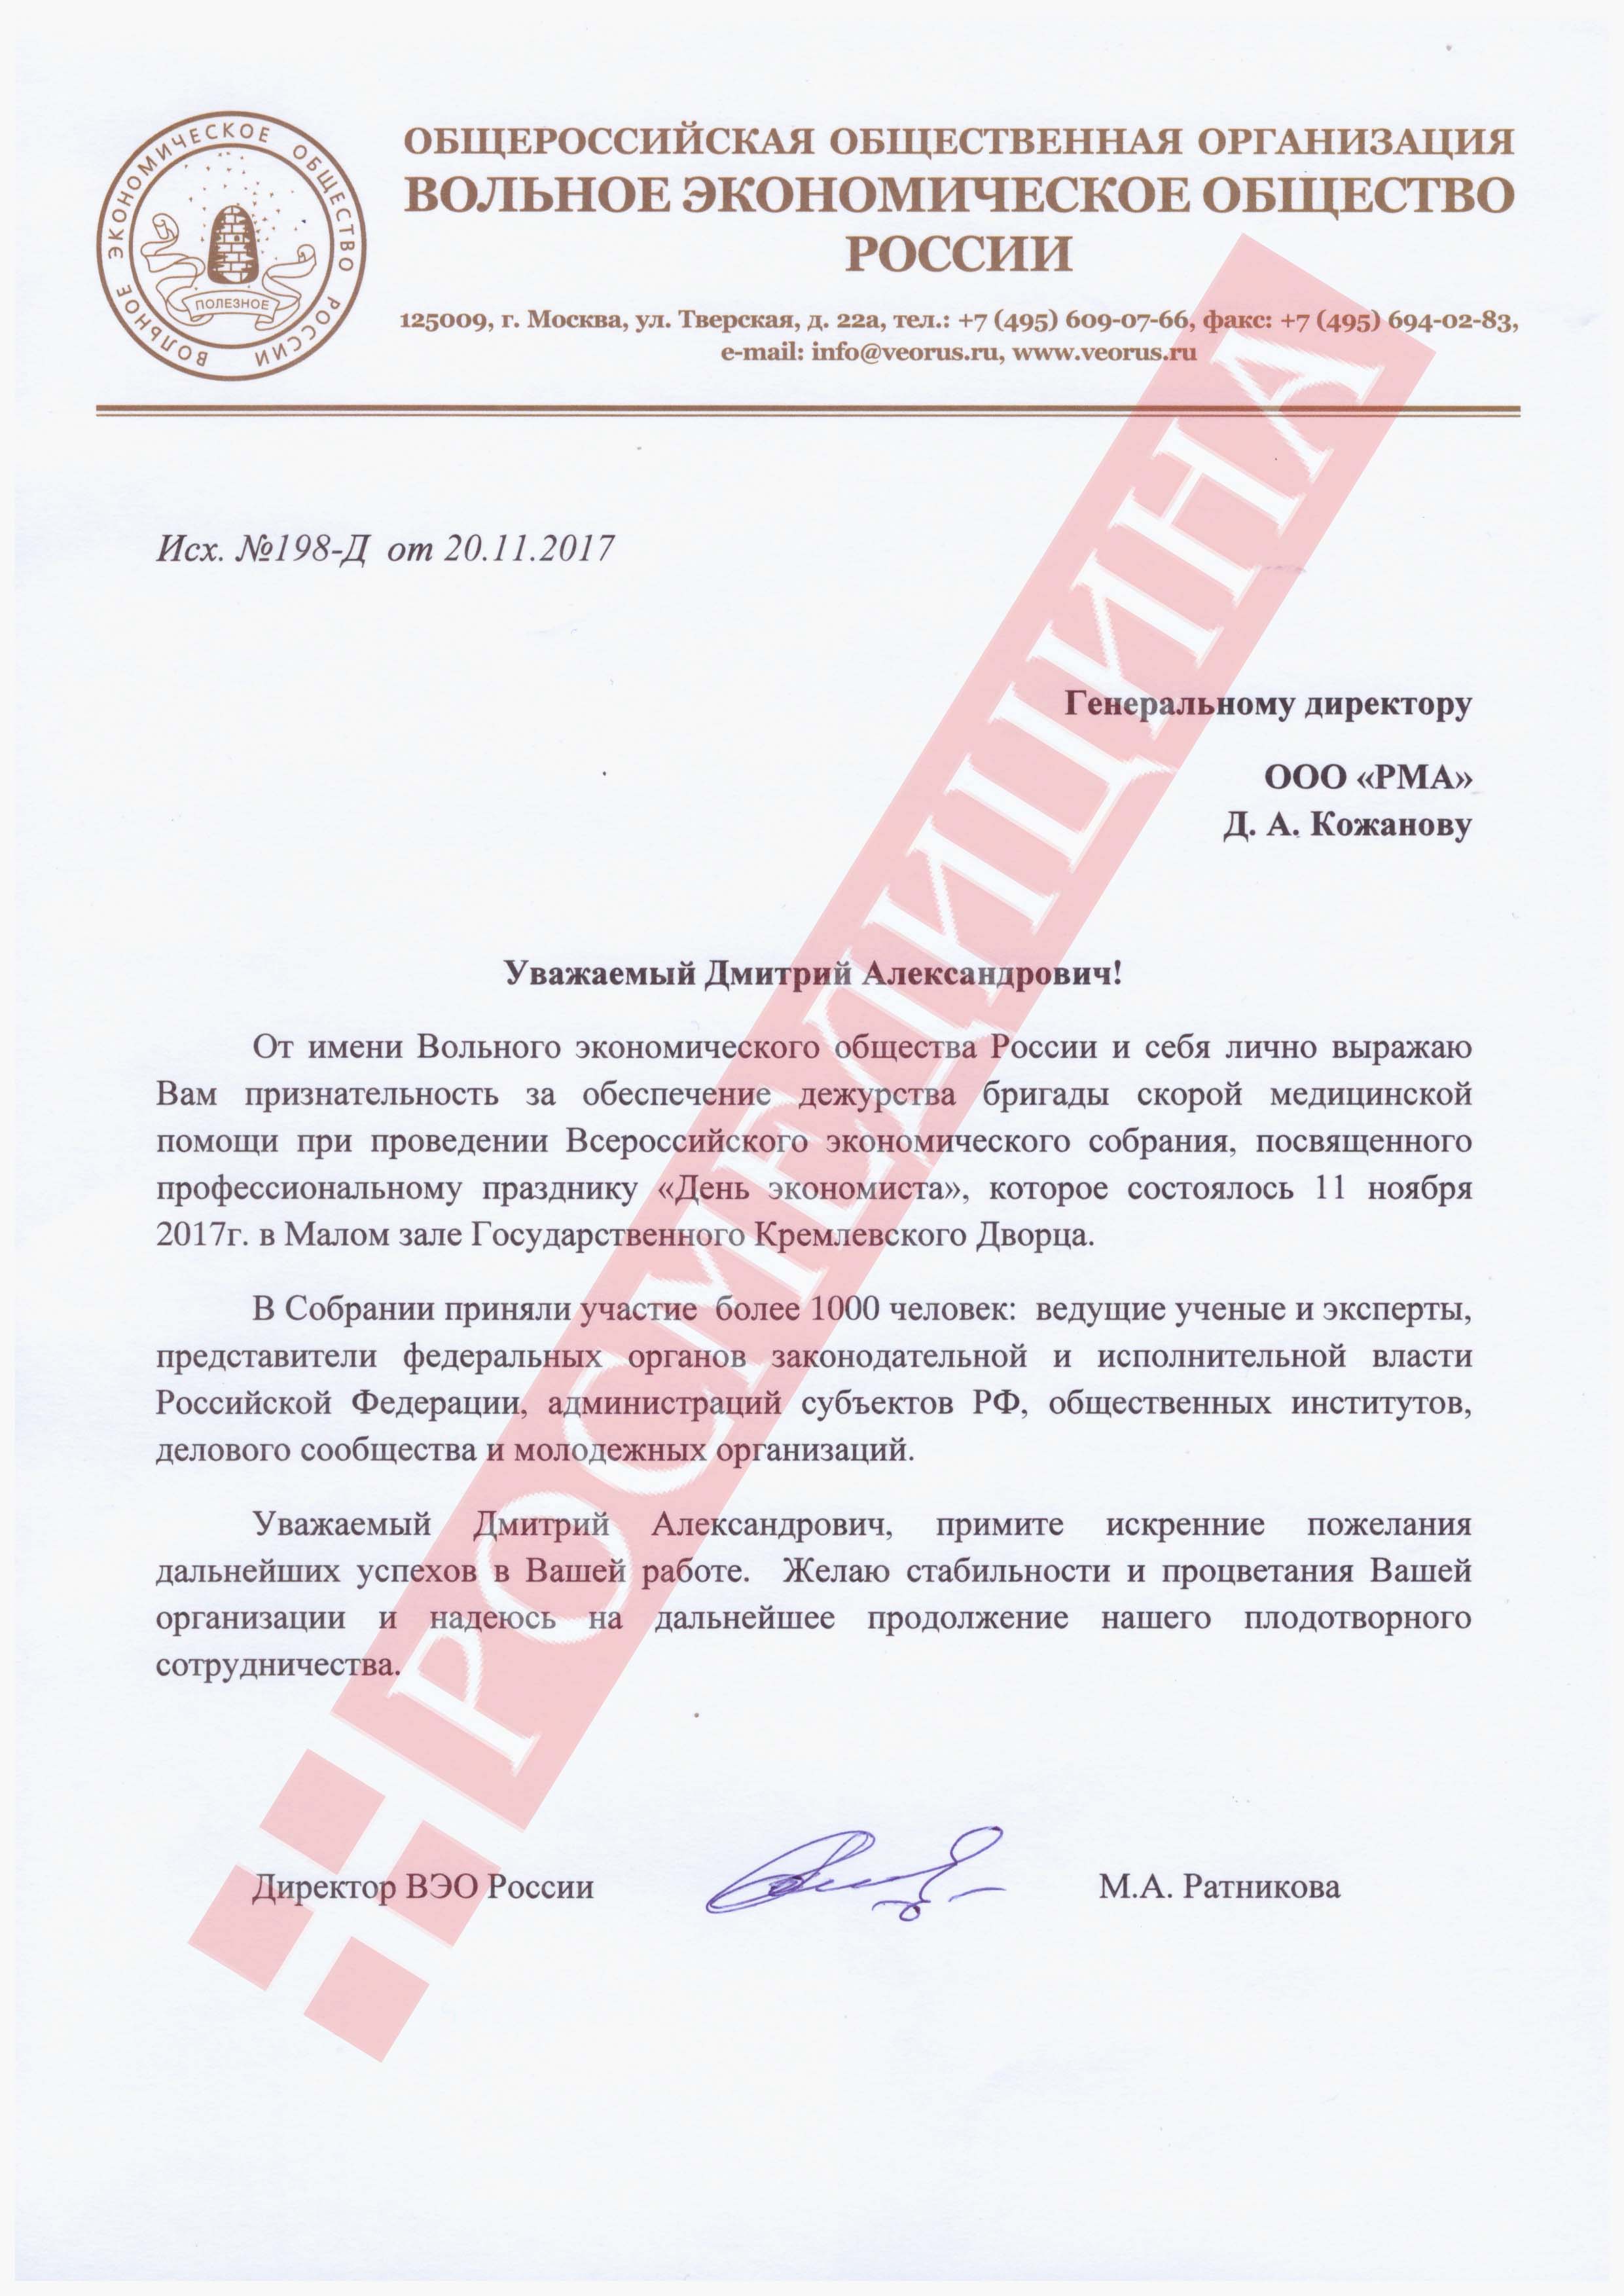 ВОЛЬНОЕ ЭКОНОМИЧЕСКОЕ ОБЩЕСТВО РОССИИ
ПОЛЕЗНОЕ
ОБЩЕРОССИЙСКАЯ ОБЩЕСТВЕННАЯ ОРГАНИЗАЦИЯ
ВОЛЬНОЕ ЭКОНОМИЧЕСКОЕ ОБЩЕСТВО
РОССИИ
125009, г. Москва, ул. Тверская, д. 22а, тел.: +7 (495) 609-07-66, факс: +7 (495) 694-02-83,
e-mail: info@veorus.ru, www.veorus.ru
Исх. №198-Д от 20.11.2017
Генеральному директору
ООО «РМА»
Д. А. Кожанову
Уважаемый Дмитрий Александрович!
От имени Вольного экономического общества России и себя лично выражаю
Вам признательность за обеспечение дежурства бригады скорой медицинской
помощи при проведении Всероссийского экономического собрания, посвященного
профессиональному празднику «День экономиста», которое состоялось 11 ноября
2017г. в Малом зале Государственного Кремлевского Дворца.
В Собрании приняли участие более 1000 человек: ведущие ученые и эксперты,
представители федеральных органов законодательной и исполнительной власти
Российской Федерации, администраций субъектов РФ, общественных институтов,
делового сообщества и молодежных организаций.
Уважаемый Дмитрий Александрович, примите искренние пожелания
дальнейших успехов в Вашей работе. Желаю стабильности и процветания Вашей
организации и надеюсь на дальнейшее продолжение нашего плодотворного
сотрудничества.
Директор ВЭО России
М.А. Ратникова
РОСМЕДИЦИНА